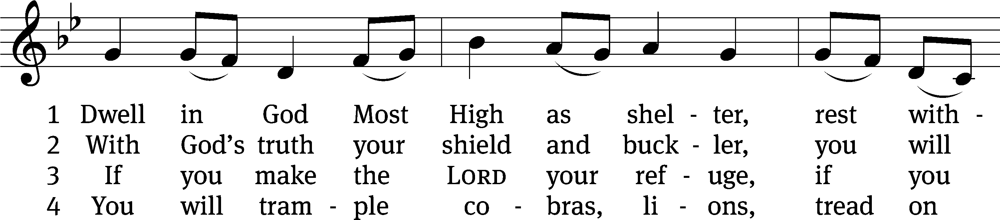 1 Dwell in God Most High as shel - ter, rest with -
2 With God’s truth your shield and buck - ler, you will
3 If you make the LORD your ref - uge, if you
4 You will tram - ple co - bras, li - ons, tread on